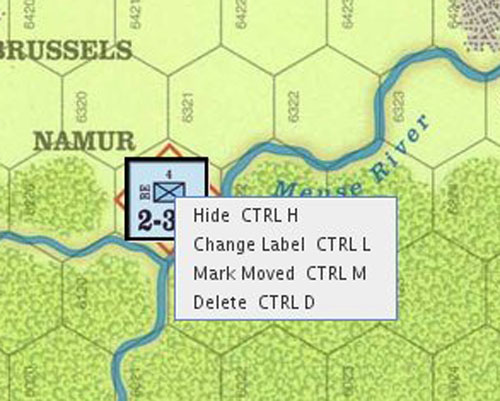 6421
6422
6423
BRUSSELS
6320
6321
6322
6323
NAMUR
Meuse River
4
BE
2-3
Hide CTRL H
Change Label CTRL L
Mark Moved CTRL M
Delete CTRL D
6120